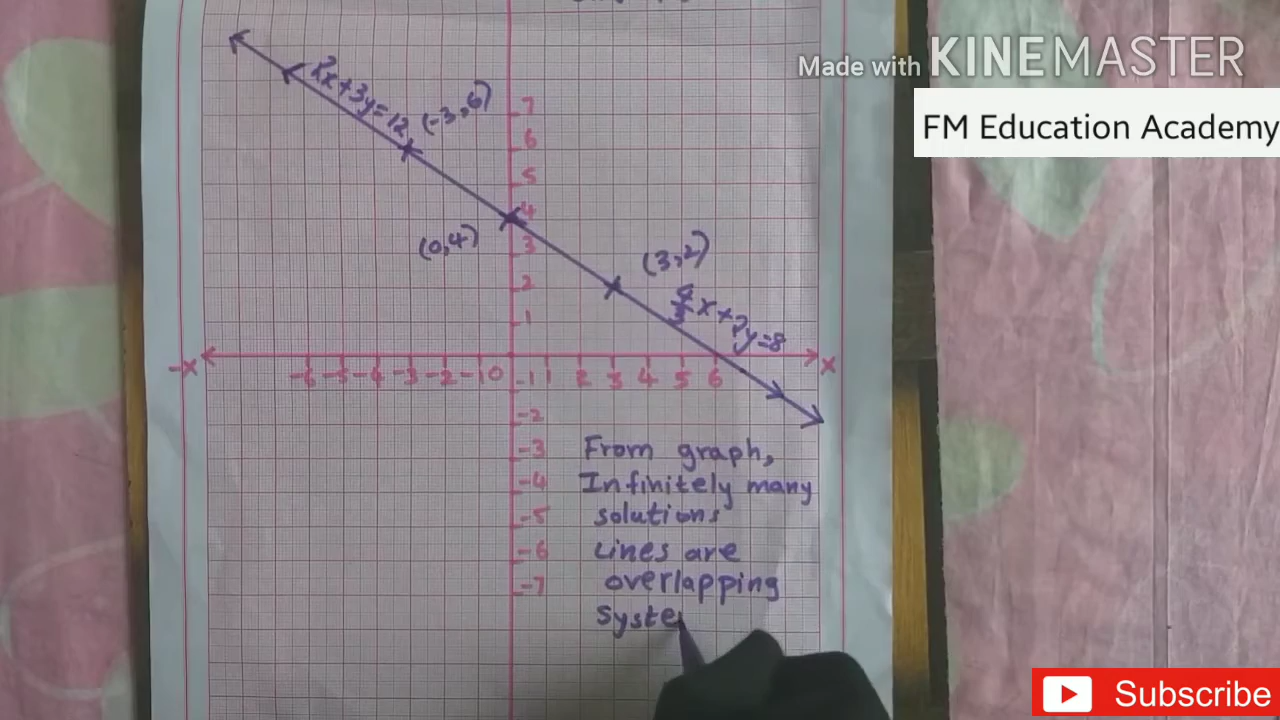 Made with KINEMASTER
FM Education Academy
2x+3y=12
(-3,6)
(0,4)
(3,2)
4/3x+2y=8
7
6
5
4
3
2
1
-x
-6 -5 -4 -3 -2 -1 0 1 2 3 4 5 6
x
-1
-2
-3
-4
-5
-6
-7
From graph,
Infinitely many
solutions
Lines are
overlapping
Syste
Subscribe